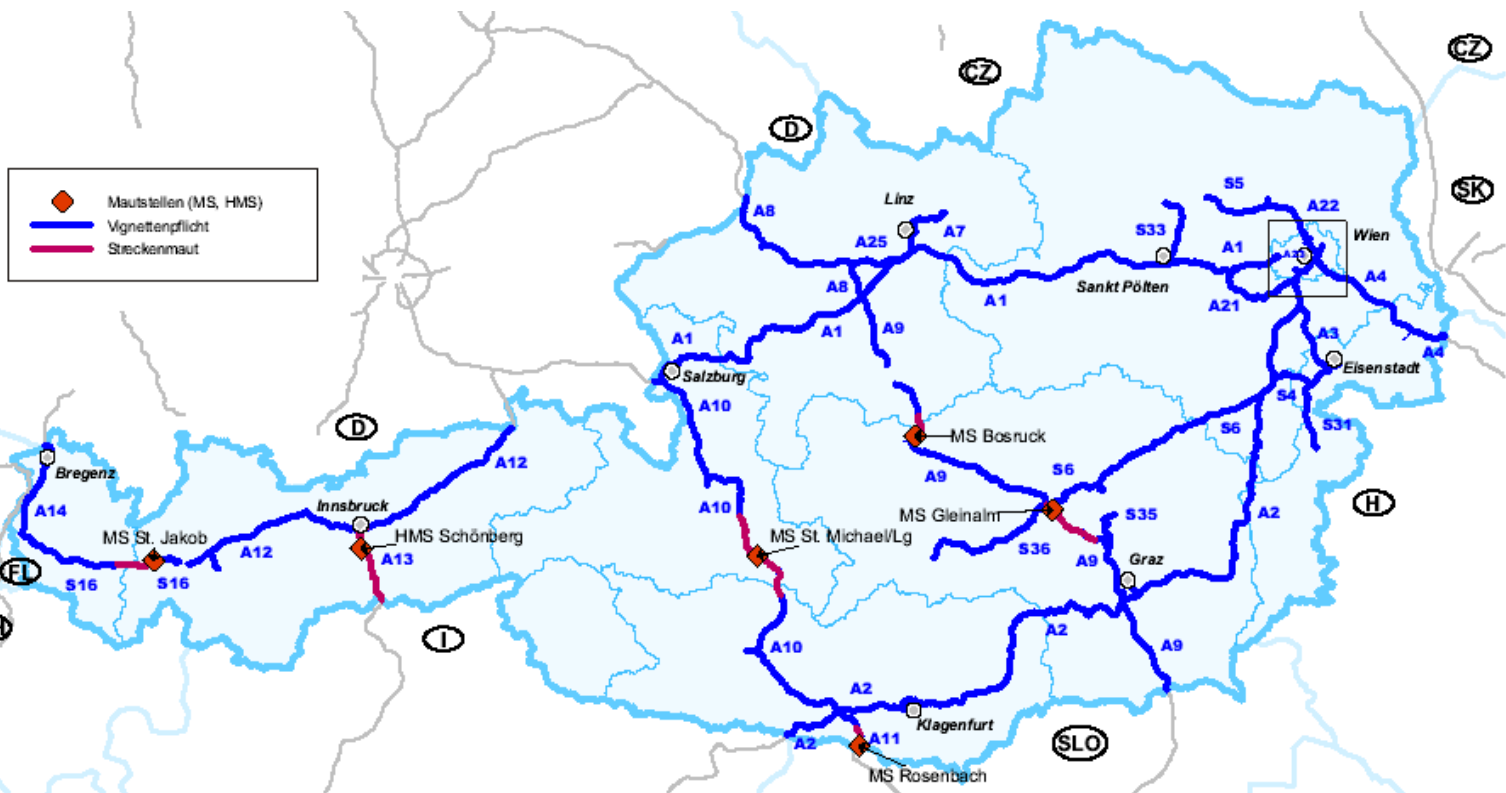 CZ
CZ
D
SK
Mautstellen (MS, HMS)
Vignettenpflicht
Streckenmaut
S5
A22
A8
Linz
A7
S33
A1
Wien
A25
A23
A4
A8
A1
Sankt Pölten
A21
A1
A9
A3
A4
A1
Salzburg
Eisenstadt
S4
A10
D
S31
S6
MS Bosruck
Bregenz
A12
A9
S6
A10
H
Innsbruck
A14
MS Gleinalm
S35
A2
MS St. Jakob
HMS Schönberg
MS St. Michael/Lg
A12
A13
S36
A9
Graz
FL
S16
S16
A2
I
A10
A9
A2
Klagenfurt
A2
A11
SLO
MS Rosenbach